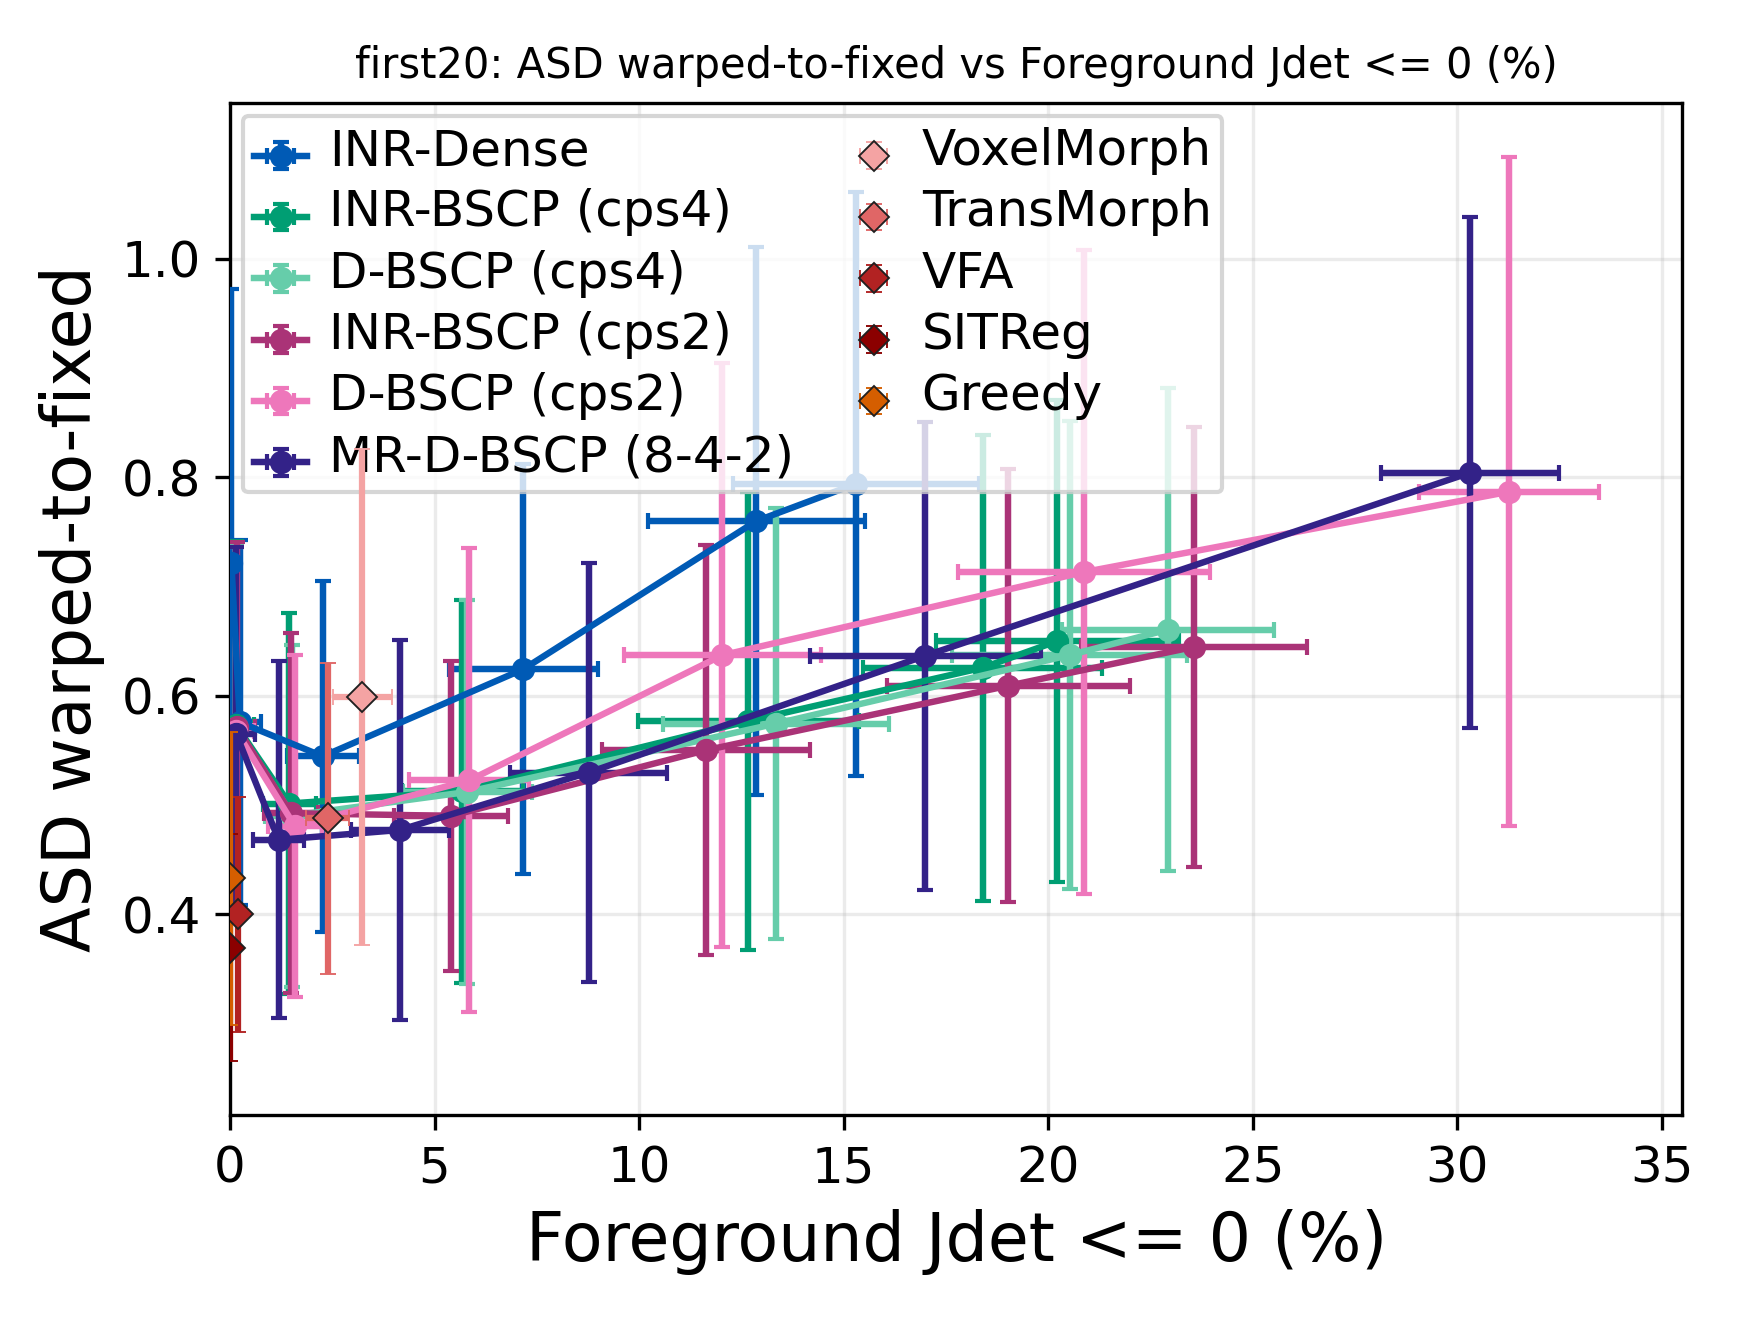 first20: ASD warped-to-fixed vs Foreground Jdet <= 0 (%)
INR-Dense
INR-BSCP (cps4)
D-BSCP (cps4)
INR-BSCP (cps2)
D-BSCP (cps2)
MR-D-BSCP (8-4-2)
VoxelMorph
TransMorph
VFA
SITReg
Greedy
ASD warped-to-fixed
1.0
0.8
0.6
0.4
0 5 10 15 20 25 30 35
Foreground Jdet <= 0 (%)